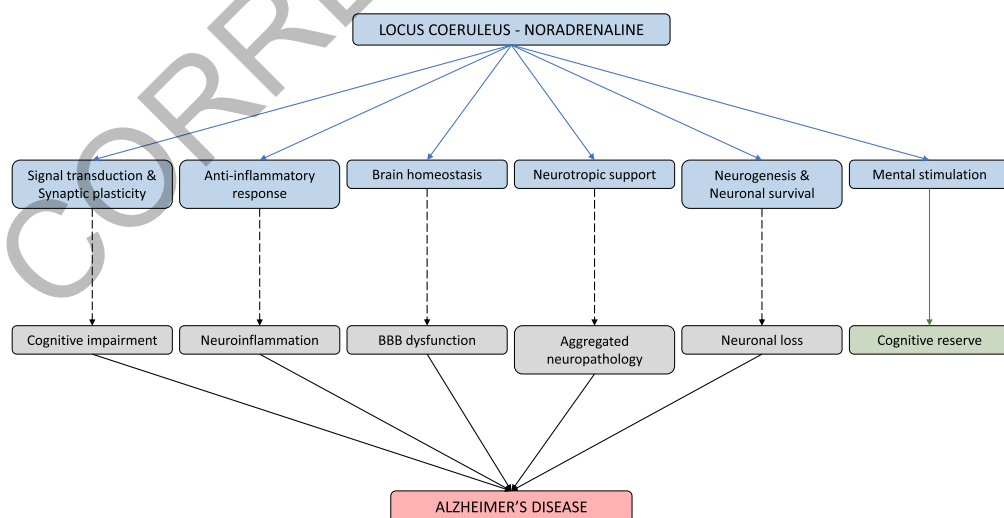 LOCUS COERULEUS - NORADRENALINE
Signal transduction &
Synaptic plasticity
Anti-inflammatory
response
Brain homeostasis
Neurotropic support
Neurogenesis &
Neuronal survival
Mental stimulation
Cognitive impairment
Neuroinflammation
BBB dysfunction
Aggregated
neuropathology
Neuronal loss
Cognitive reserve
ALZHEIMER'S DISEASE
CORRE